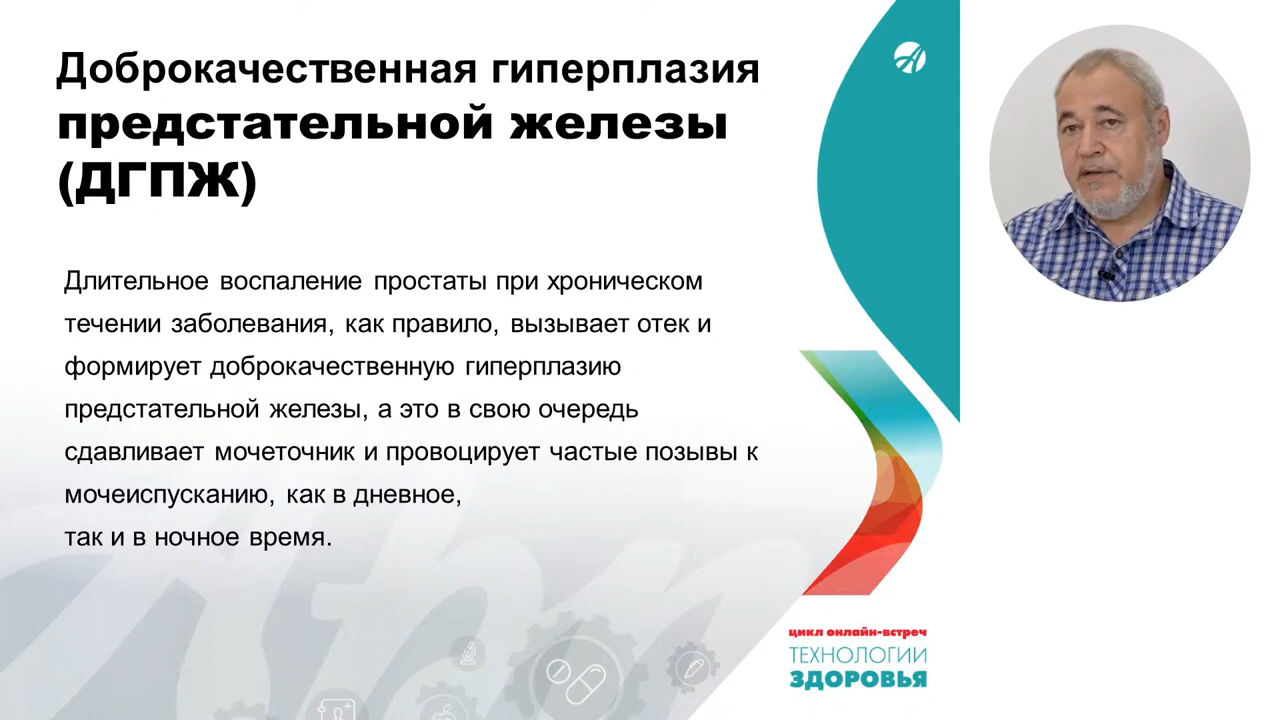 Доброкачественная гиперплазия
предстательной железы
(ДГПЖ)
Длительное воспаление простаты при хроническом
течении заболевания, как правило, вызывает отек и
формирует доброкачественную гиперплазию
предстательной железы, а это в свою очередь
сдавливает мочеточник и провоцирует частые позывы к
мочеиспусканию, как в дневное,
так и в ночное время.
цикл онлайн-встреч
ТЕХНОЛОГИИ
ЗДОРОВЬЯ